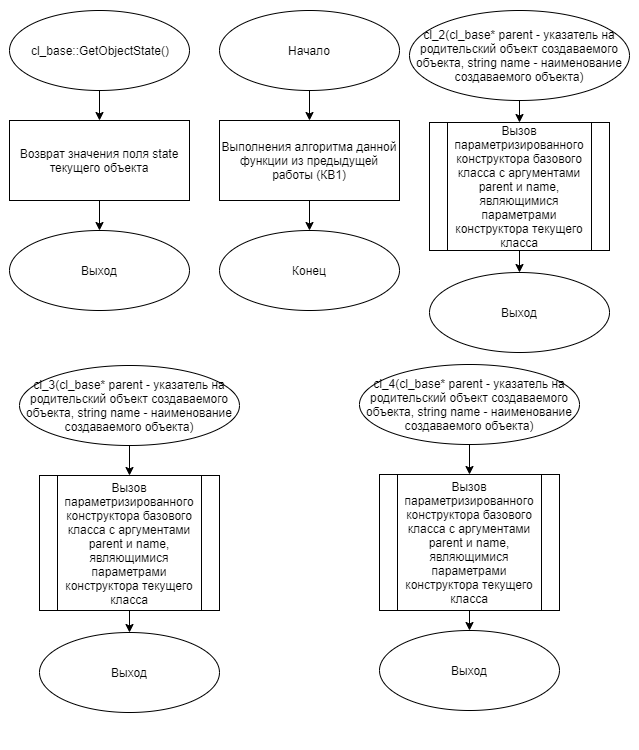 cl_base::GetObjectState()
Возврат значения поля state
текущего объекта
Выход
Начало
Выполнения алгоритма данной
функции из предыдущей
работы (КВ1)
Конец
cl_2(cl_base* parent - указатель на
родительский объект создаваемого
объекта, string name - наименование
создаваемого объекта)
Вызов
параметризированного
конструктора базового
класса с аргументами
parent и name,
являющимися
параметрами
конструктора текущего
класса
Выход
cl_3(cl_base* parent - указатель на
родительский объект создаваемого
объекта, string name - наименование
создаваемого объекта)
Вызов
параметризированного
конструктора базового
класса с аргументами
parent и name,
являющимися
параметрами
конструктора текущего
класса
Выход
cl_4(cl_base* parent - указатель на
родительский объект создаваемого
объекта, string name - наименование
создаваемого объекта)
Вызов
параметризированного
конструктора базового
класса с аргументами
parent и name,
являющимися
параметрами
конструктора текущего
класса
Выход